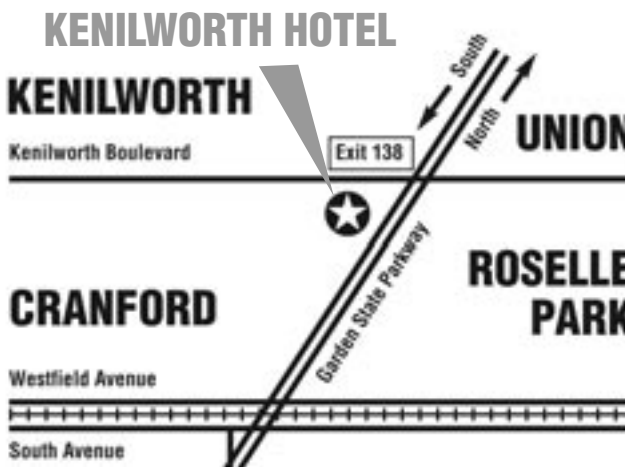 KENILWORTH HOTEL
KENILWORTH
South
North
UNION
Kenilworth Boulevard
Exit 138
Garden State Parkway
ROSELLE
PARK
CRANFORD
Westfield Avenue
South Avenue